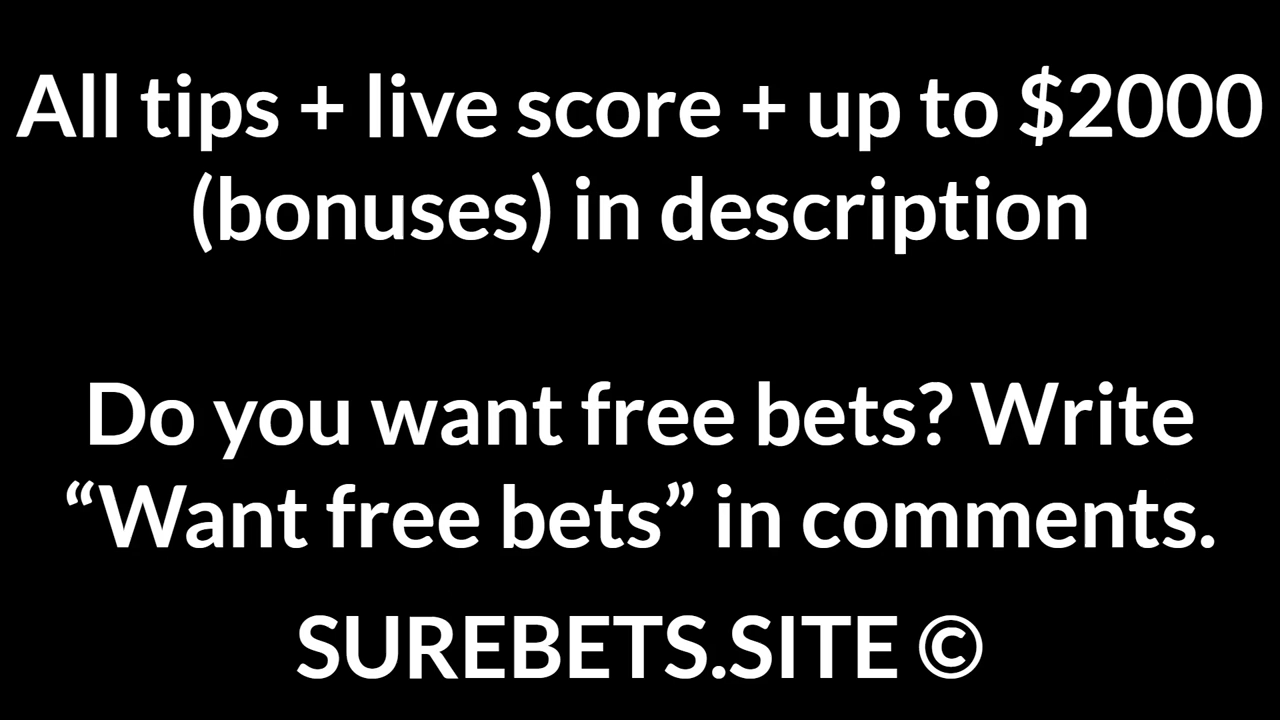 All tips + live score + up to $2000
(bonuses) in description
Do you want free bets? Write
“Want free bets” in comments.
SUREBETS.SITE ©